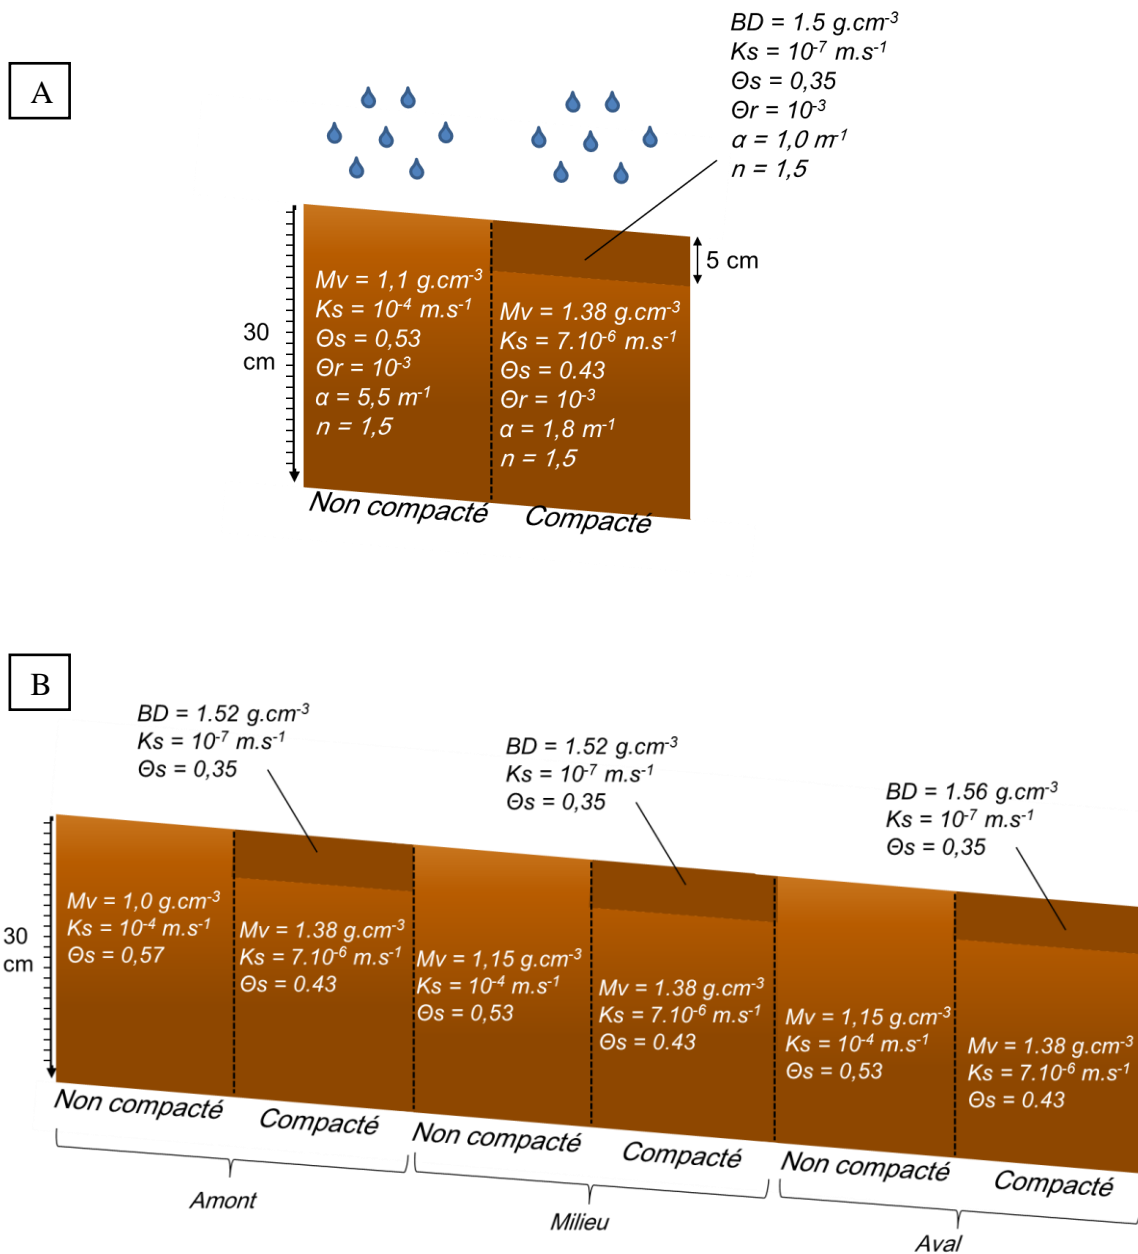 A
BD = 1.5 g.cm⁻³
Ks = 10⁻⁷ m.s⁻¹
Θs = 0,35
Θr = 10⁻³
α = 1,0 m⁻¹
n = 1,5
5 cm
30
cm
Mv = 1,1 g.cm⁻³
Ks = 10⁻⁴ m.s⁻¹
Θs = 0,53
Θr = 10⁻³
α = 5,5 m⁻¹
n = 1,5
Mv = 1.38 g.cm⁻³
Ks = 7.10⁻⁶ m.s⁻¹
Θs = 0.43
Θr = 10⁻³
α = 1,8 m⁻¹
n = 1,5
Non compacté
Compacté
B
BD = 1.52 g.cm⁻³
Ks = 10⁻⁷ m.s⁻¹
Θs = 0,35
BD = 1.52 g.cm⁻³
Ks = 10⁻⁷ m.s⁻¹
Θs = 0,35
BD = 1.56 g.cm⁻³
Ks = 10⁻⁷ m.s⁻¹
Θs = 0,35
30
cm
Mv = 1,0 g.cm⁻³
Ks = 10⁻⁴ m.s⁻¹
Θs = 0,57
Mv = 1.38 g.cm⁻³
Ks = 7.10⁻⁶ m.s⁻¹
Θs = 0.43
Mv = 1,15 g.cm⁻³
Ks = 10⁻⁴ m.s⁻¹
Θs = 0,53
Mv = 1.38 g.cm⁻³
Ks = 7.10⁻⁶ m.s⁻¹
Θs = 0.43
Mv = 1,15 g.cm⁻³
Ks = 10⁻⁴ m.s⁻¹
Θs = 0,53
Mv = 1.38 g.cm⁻³
Ks = 7.10⁻⁶ m.s⁻¹
Θs = 0.43
Non compacté
Compacté
Non compacté
Compacté
Non compacté
Compacté
Amont
Milieu
Aval